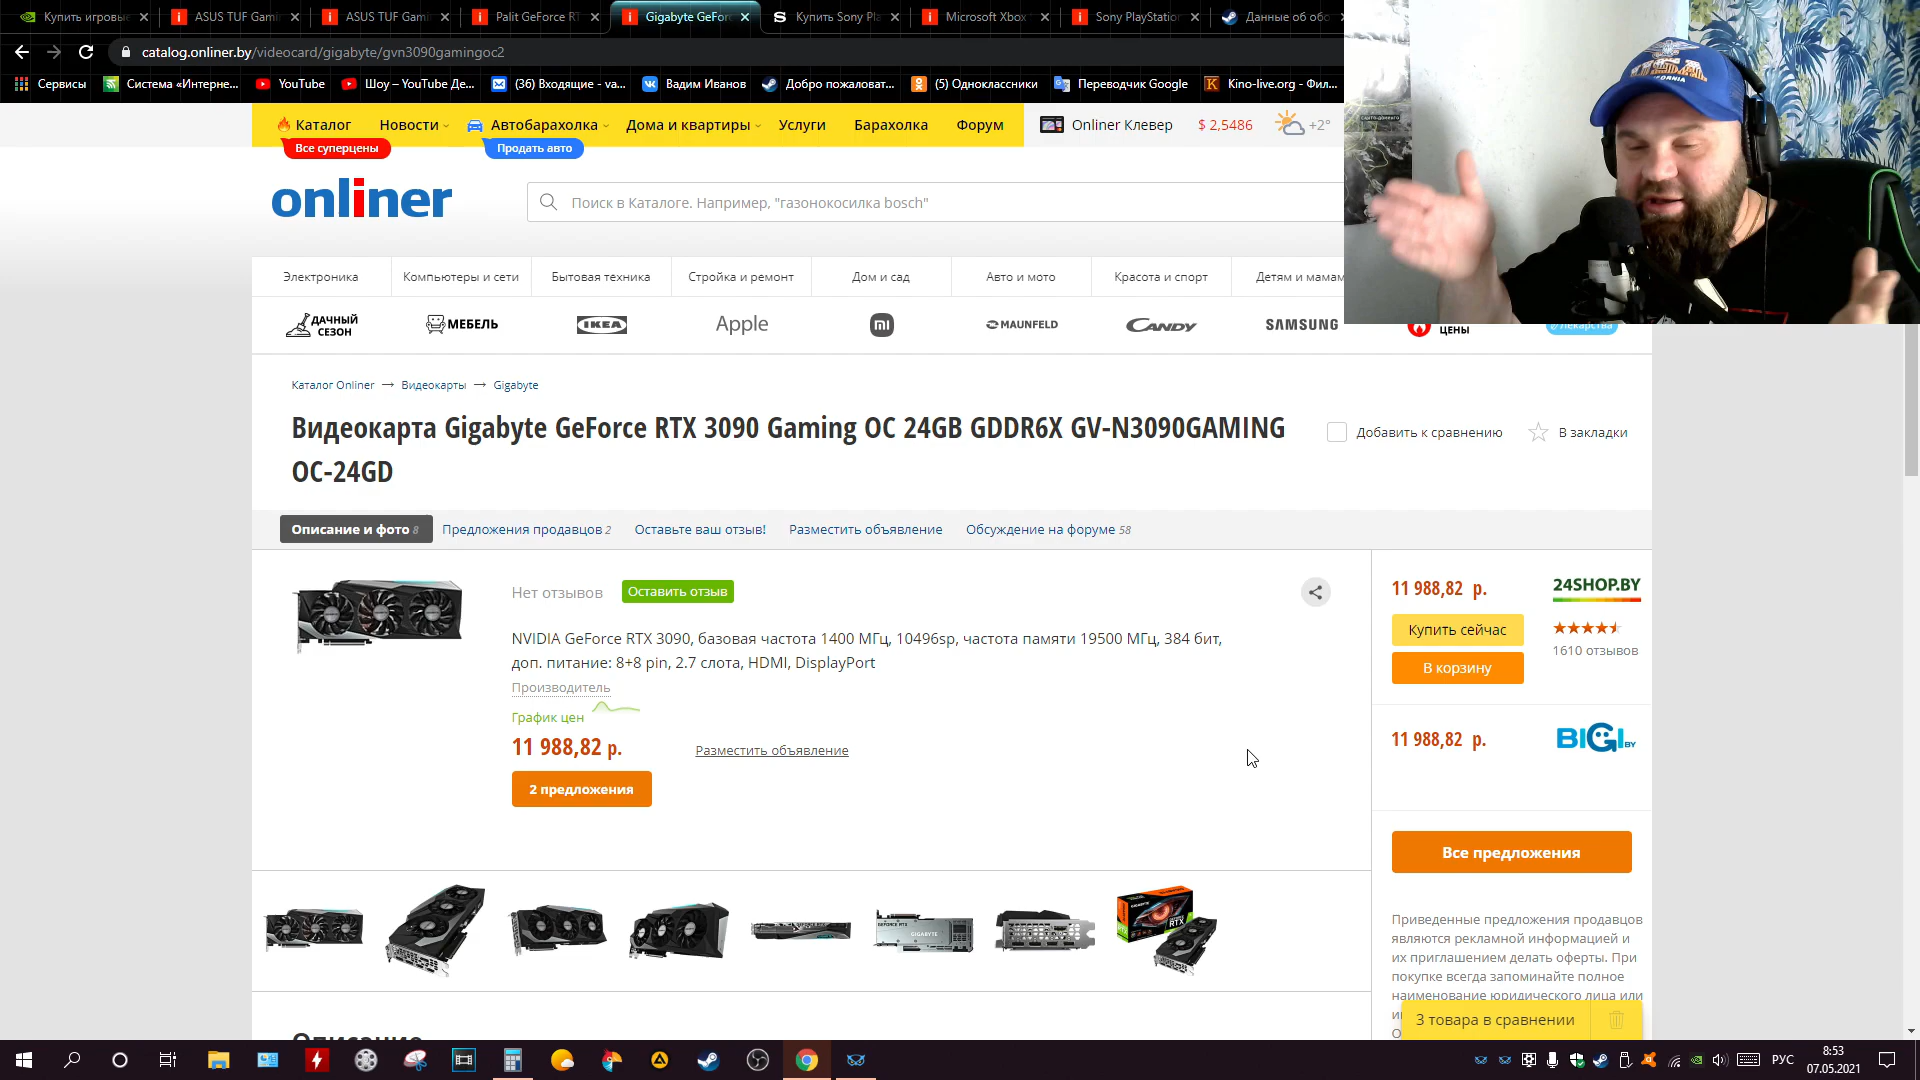 Купить игровые
ASUS TUF Gami
ASUS TUF Gami
Palit GeForce RT
Gigabyte GeFor
Купить Sony Pla
Microsoft Xbox
Sony PlayStation
Данные об обо
catalog.onliner.by/videocard/gigabyte/gvn3090gamingoc2
Сервисы
Система «Интерне...
YouTube
Шоу – YouTube Де...
(36) Входящие - va...
Вадим Иванов
Добро пожаловат...
(5) Одноклассники
Переводчик Google
Kino-live.org - Фил...
Каталог
Новости
Автобарахолка
Дома и квартиры
Услуги
Барахолка
Форум
Onliner Клевер
$ 2,5486
+2°
Все суперцены
Продать авто
onliner
Поиск в Каталоге. Например, "газонокосилка bosch"
Электроника
Компьютеры и сети
Бытовая техника
Стройка и ремонт
Дом и сад
Авто и мото
Красота и спорт
Детям и мамам
ДАЧНЫЙ
СЕЗОН
МЕБЕЛЬ
IKEA
Apple
mi
MAUNFELD
CANDY
SAMSUNG
ЦЕНЫ
Лекарства
Каталог Onliner → Видеокарты → Gigabyte
Видеокарта Gigabyte GeForce RTX 3090 Gaming OC 24GB GDDR6X GV-N3090GAMING
OC-24GD
Добавить к сравнению
В закладки
Описание и фото 8
Предложения продавцов 2
Оставьте ваш отзыв!
Разместить объявление
Обсуждение на форуме 58
Нет отзывов
Оставить отзыв
NVIDIA GeForce RTX 3090, базовая частота 1400 МГц, 10496sp, частота памяти 19500 МГц, 384 бит,
доп. питание: 8+8 pin, 2.7 слота, HDMI, DisplayPort
Производитель
График цен
11 988,82 р.
Разместить объявление
2 предложения
11 988,82 р.
24SHOP.BY
Купить сейчас
1610 отзывов
В корзину
11 988,82 р.
BIGI BY
Все предложения
Приведенные предложения продавцов
являются рекламной информацией и
их приглашением делать оферты. При
покупке всегда запоминайте полное
наименование юридического лица или
3 товара в сравнении
Описание
РУС
8:53
07.05.2021